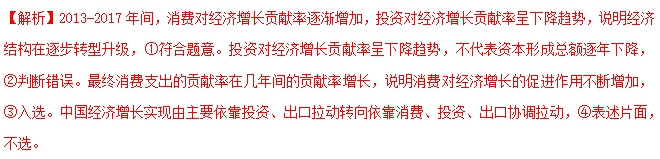 【解析】2013-2017 年间，消费对经济增长贡献率逐渐增加，投资对经济增长贡献率呈下降趋势，说明经济
结构在逐步转型升级，①符合题意。投资对经济增长贡献率呈下降趋势，不代表资本形成总额逐年下降，
②判断错误。最终消费支出的贡献率在几年间的贡献率增长，说明消费对经济增长的促进作用不断增加，
③入选。中国经济增长实现由主要依靠投资、出口拉动转向依靠消费、投资、出口协调拉动，④表述片面，
不选。